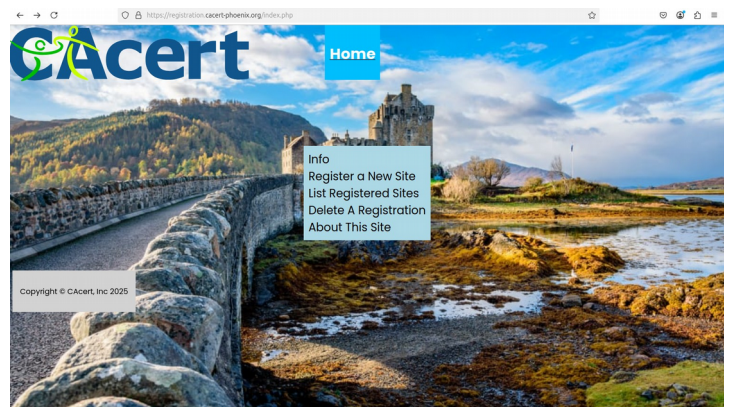 https://registration.cacert-phoenix.org/index.php
CAcert
Home
Info
Register a New Site
List Registered Sites
Delete A Registration
About This Site
Copyright © CAcert, Inc 2025